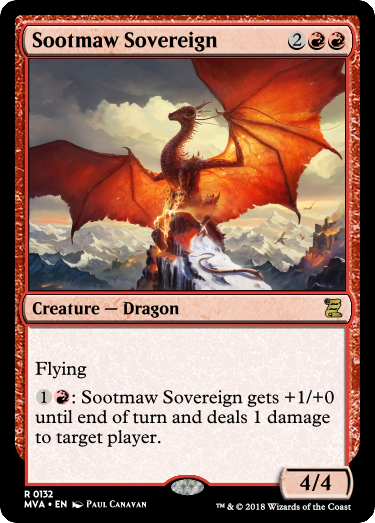 Sootmaw Sovereign 2
Creature — Dragon
Flying
1 : Sootmaw Sovereign gets +1/+0
until end of turn and deals 1 damage
to target player.
4/4
R 0132
MVA • EN Paul Canavan
™ & © 2018 Wizards of the Coast